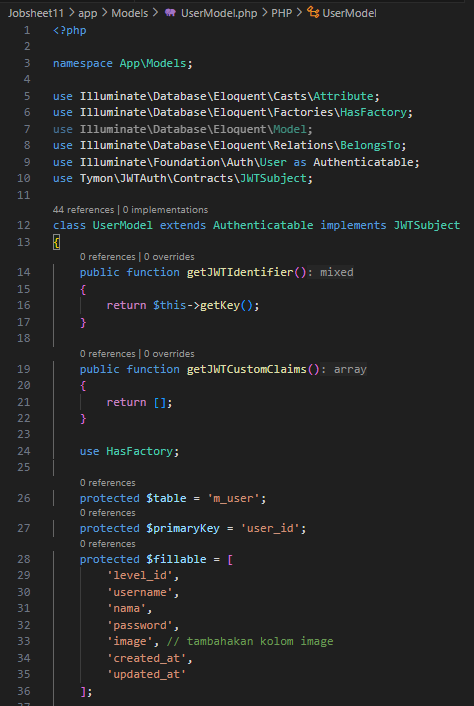 Jobsheet11 > app > Models > UserModel.php > PHP > UserModel
1 <?php
2
3 namespace App\Models;
4
5 use Illuminate\Database\Eloquent\Casts\Attribute;
6 use Illuminate\Database\Eloquent\Factories\HasFactory;
7 use Illuminate\Database\Eloquent\Model;
8 use Illuminate\Database\Eloquent\Relations\BelongsTo;
9 use Illuminate\Foundation\Auth\User as Authenticatable;
10 use Tymon\JWTAuth\Contracts\JWTSubject;
11
44 references | 0 implementations
12 class UserModel extends Authenticatable implements JWTSubject
13 {
0 references | 0 overrides
14 public function getJWTIdentifier(): mixed
15 {
16 return $this->getKey();
17 }
18
0 references | 0 overrides
19 public function getJWTCustomClaims(): array
20 {
21 return [];
22 }
23
24 use HasFactory;
25
0 references
26 protected $table = 'm_user';
0 references
27 protected $primaryKey = 'user_id';
0 references
28 protected $fillable = [
29 'level_id',
30 'username',
31 'nama',
32 'password',
33 'image', // tambahakan kolom image
34 'created_at',
35 'updated_at'
36 ];